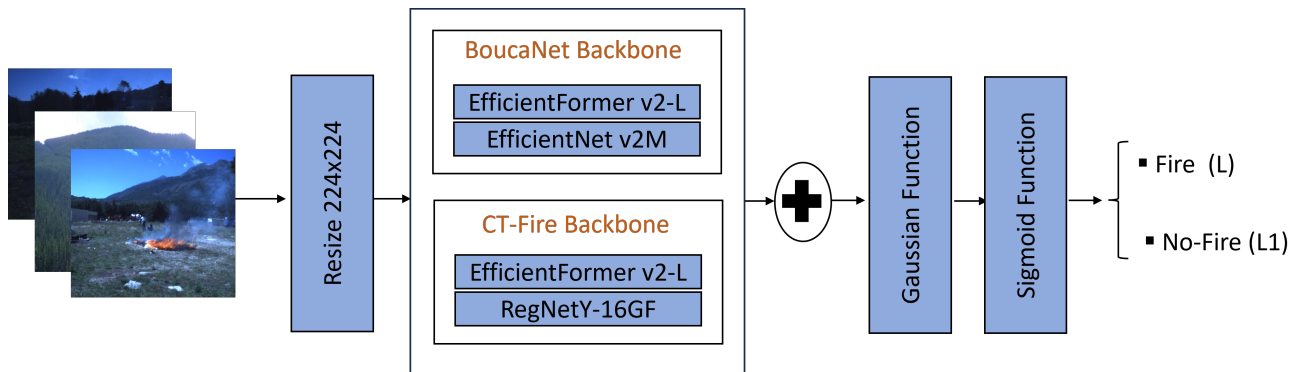 Resize 224x224
BoucaNet Backbone
EfficientFormer v2-L
EfficientNet v2M
CT-Fire Backbone
EfficientFormer v2-L
RegNetY-16GF
Gaussian Function
Sigmoid Function
▪ Fire (L)
▪ No-Fire (L1)